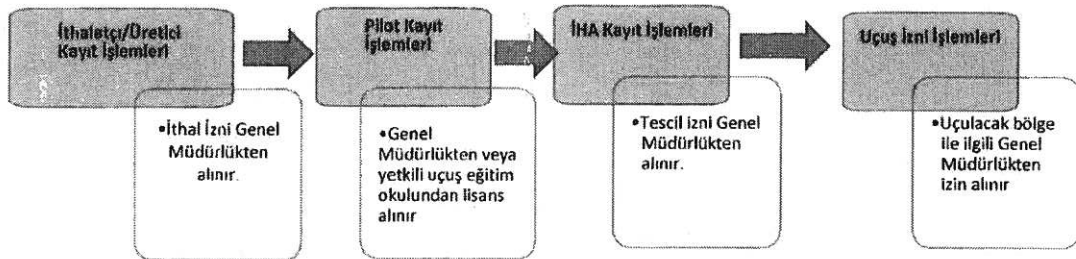 İthalatçı/Üretici
Kayıt İşlemleri
Pilot Kayıt
İşlemleri
İHA Kayıt İşlemleri
Uçuş İzni İşlemleri
•İthal İzni Genel
Müdürlükten
alınır.
•Genel
Müdürlükten veya
yetkili uçuş eğitim
okulundan lisans
alınır
•Tescil izni Genel
Müdürlükten
alınır.
•Uçulacak bölge
ile ilgili Genel
Müdürlükten
izin alınır